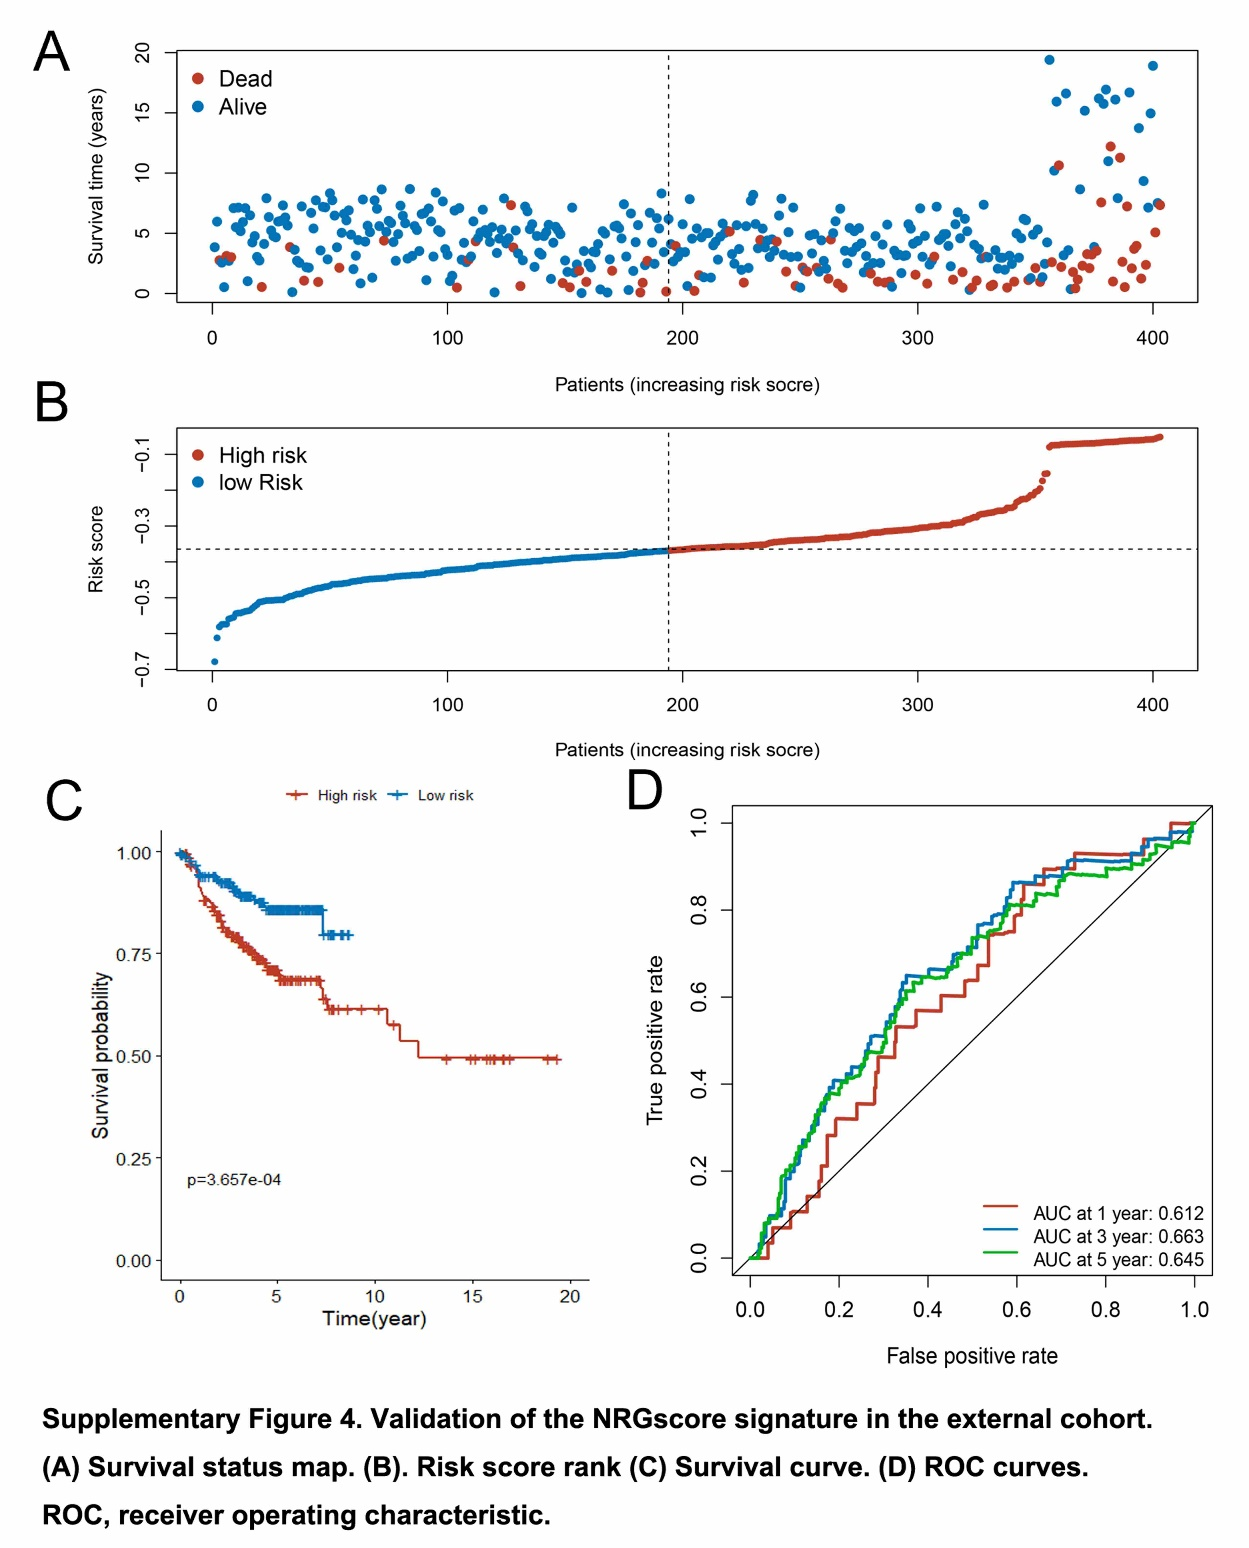 A
Dead
Alive
Survival time (years)
20
15
10
5
0
0
100
200
300
400
Patients (increasing risk socre)
B
High risk
low Risk
Risk score
−0.1
−0.3
−0.5
−0.7
0
100
200
300
400
Patients (increasing risk socre)
C
High risk
Low risk
Survival probability
1.00
0.75
0.50
0.25
0.00
p=3.657e-04
0
5
10
15
20
Time(year)
D
True positive rate
1.0
0.8
0.6
0.4
0.2
0.0
AUC at 1 year: 0.612
AUC at 3 year: 0.663
AUC at 5 year: 0.645
0.0
0.2
0.4
0.6
0.8
1.0
False positive rate
Supplementary Figure 4. Validation of the NRGscore signature in the external cohort.
(A) Survival status map. (B). Risk score rank (C) Survival curve. (D) ROC curves.
ROC, receiver operating characteristic.